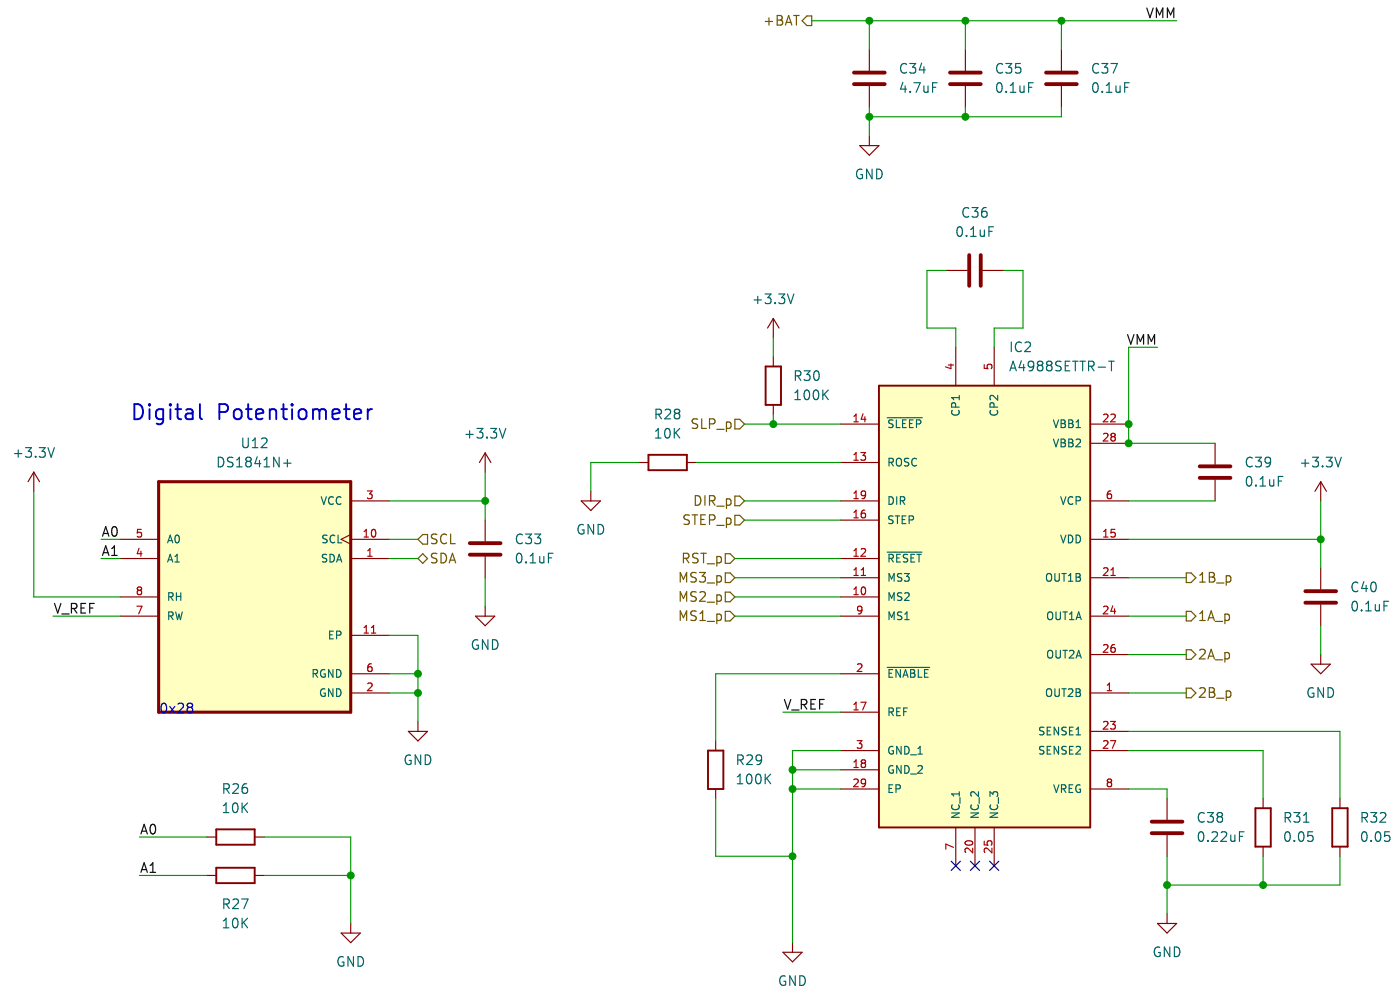 +BAT
VMM
C34
4.7uF
C35
0.1uF
C37
0.1uF
GND
C36
0.1uF
+3.3V
R30
100K
IC2
A4988SETTR-T
VMM
4
5
CP1
CP2
R28
10K
SLP_p
14
SLEEP
13
ROSC
GND
DIR_p
19
DIR
STEP_p
16
STEP
RST_p
12
RESET
MS3_p
11
MS3
MS2_p
10
MS2
MS1_p
9
MS1
2
ENABLE
V_REF
17
REF
3
GND_1
18
GND_2
29
EP
R29
100K
GND
NC_1
NC_2
NC_3
7
20
25
VBB1
22
VBB2
28
VCP
6
VDD
15
OUT1B
21
1B_p
OUT1A
24
1A_p
OUT2A
26
2A_p
OUT2B
1
2B_p
SENSE1
23
SENSE2
27
VREG
8
C39
0.1uF
+3.3V
C40
0.1uF
GND
C38
0.22uF
R31
0.05
R32
0.05
GND
Digital Potentiometer
U12
DS1841N+
+3.3V
+3.3V
VCC
3
A0
5
A0
A1
4
A1
SCL
10
SCL
SDA
1
SDA
C33
0.1uF
GND
8
RH
V_REF
7
RW
EP
11
RGND
6
GND
2
0x28
GND
R26
10K
A0
A1
R27
10K
GND